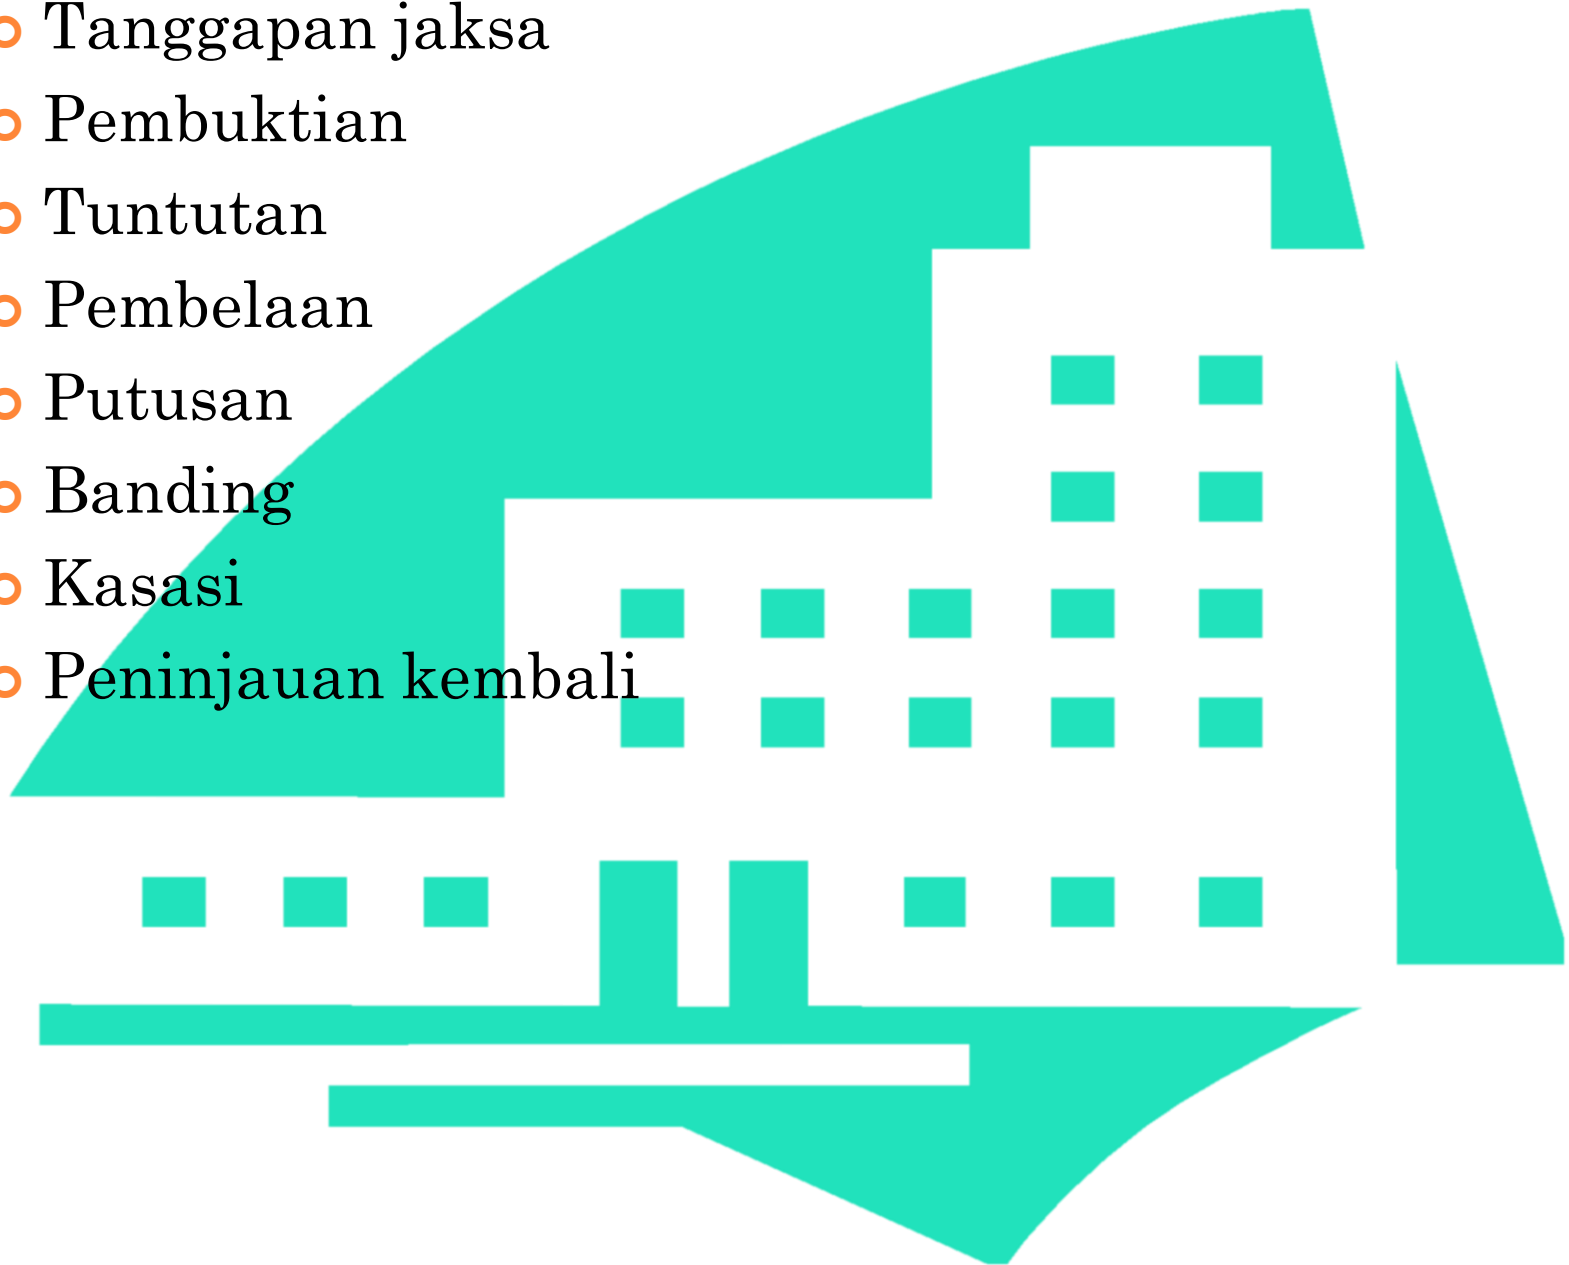 Tanggapan jaksa
Pembuktian
Tuntutan
Pembelaan
Putusan
Banding
Kasasi
Peninjauan kembali